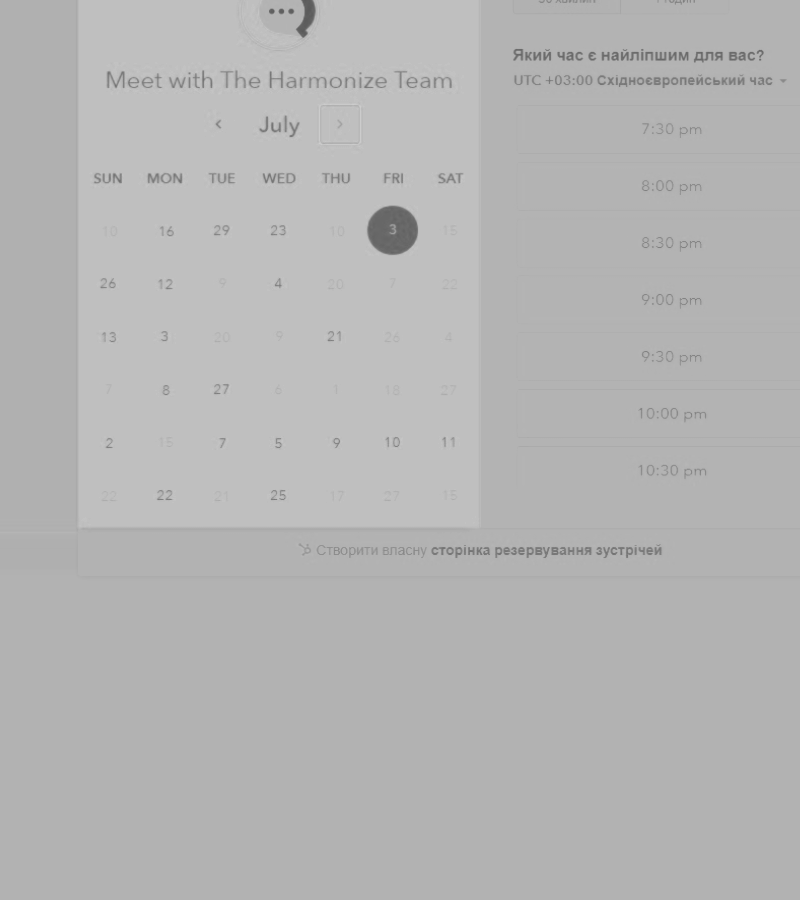 Meet with The Harmonize Team
July
SUN MON TUE WED THU FRI SAT
10 16 29 23 10 3 15
26 12 9 4 20 7 22
13 3 20 9 21 26 4
7 8 27 6 1 18 27
2 15 7 5 9 10 11
22 22 21 25 17 27 15
Який час є найліпшим для вас?
UTC +03:00 Східноєвропейський час
7:30 pm
8:00 pm
8:30 pm
9:00 pm
9:30 pm
10:00 pm
10:30 pm
Створити власну сторінка резервування зустрічей